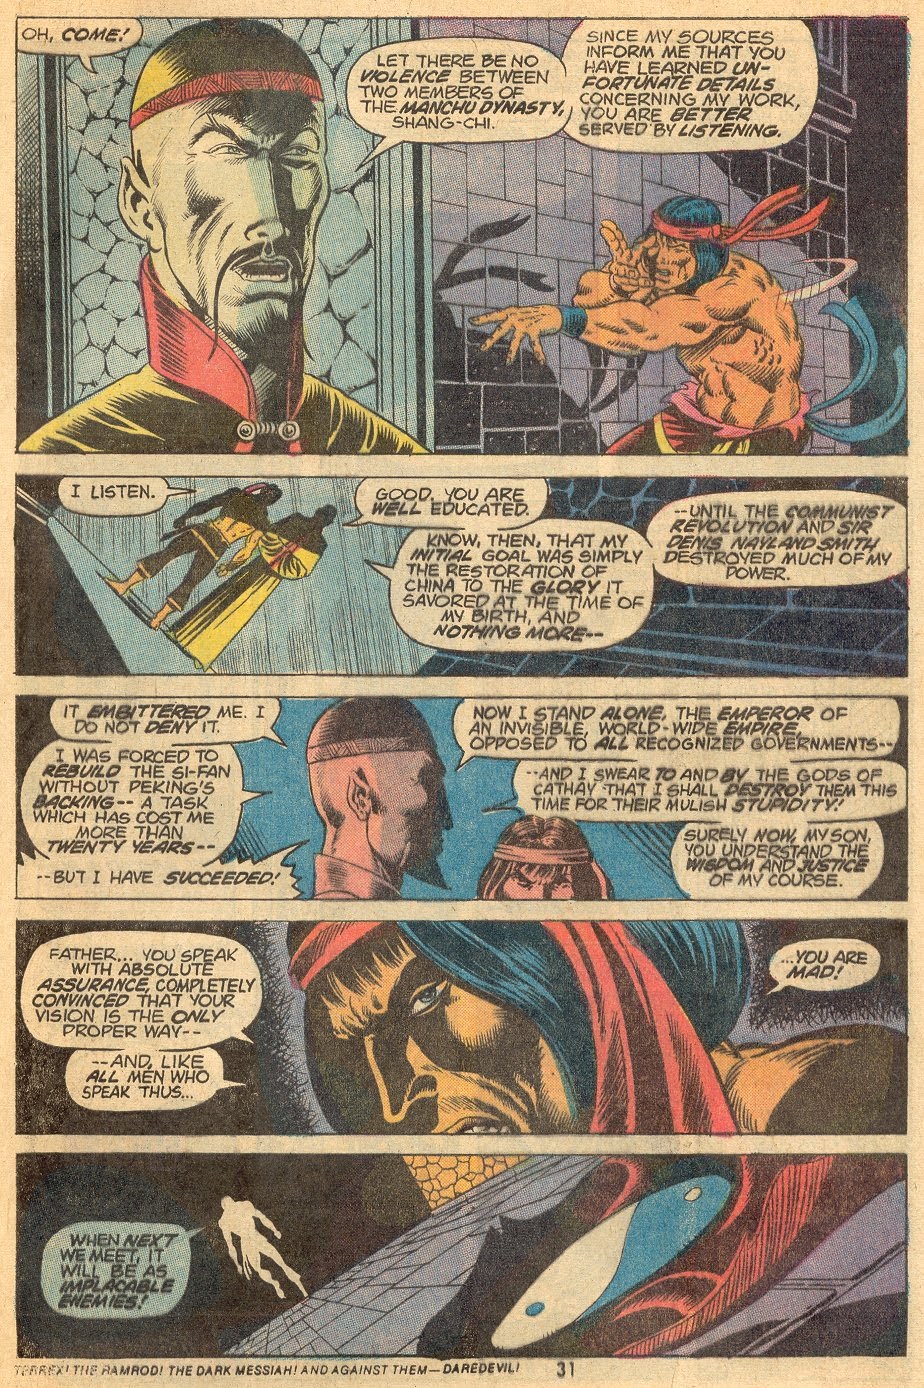 OH, COME!
LET THERE BE NO
VIOLENCE BETWEEN
TWO MEMBERS OF
THE MANCHU DYNASTY,
SHANG-CHI.
SINCE MY SOURCES
INFORM ME THAT YOU
HAVE LEARNED UN-
FORTUNATE DETAILS
CONCERNING MY WORK,
YOU ARE BETTER
SERVED BY LISTENING.
I LISTEN.
GOOD. YOU ARE
WELL EDUCATED.
KNOW, THEN, THAT MY
INITIAL GOAL WAS SIMPLY
THE RESTORATION OF
CHINA TO THE GLORY IT
SAVORED AT THE TIME OF
MY BIRTH, AND
NOTHING MORE--
--UNTIL THE COMMUNIST
REVOLUTION AND SIR
DENIS NAYLAND SMITH
DESTROYED MUCH OF MY
POWER.
IT EMBITTERED ME. I
DO NOT DENY IT.
I WAS FORCED TO
REBUILD THE SI-FAN
WITHOUT PEKING'S
BACKING-- A TASK
WHICH HAS COST ME
MORE THAN
TWENTY YEARS--
--BUT I HAVE SUCCEEDED!
NOW I STAND ALONE, THE EMPEROR OF
AN INVISIBLE, WORLD-WIDE EMPIRE,
OPPOSED TO ALL RECOGNIZED GOVERNMENTS--
--AND I SWEAR TO AND BY THE GODS OF
CATHAY THAT I SHALL DESTROY THEM THIS
TIME FOR THEIR MULISH STUPIDITY!
SURELY NOW, MY SON,
YOU UNDERSTAND THE
WISDOM AND JUSTICE
OF MY COURSE.
FATHER... YOU SPEAK
WITH ABSOLUTE
ASSURANCE, COMPLETELY
CONVINCED THAT YOUR
VISION IS THE ONLY
PROPER WAY--
--AND, LIKE
ALL MEN WHO
SPEAK THUS...
...YOU ARE
MAD!
WHEN NEXT
WE MEET, IT
WILL BE AS
IMPLACABLE
ENEMIES!
TERREX! THE RAMROD! THE DARK MESSIAH! AND AGAINST THEM—DAREDEVIL!
31